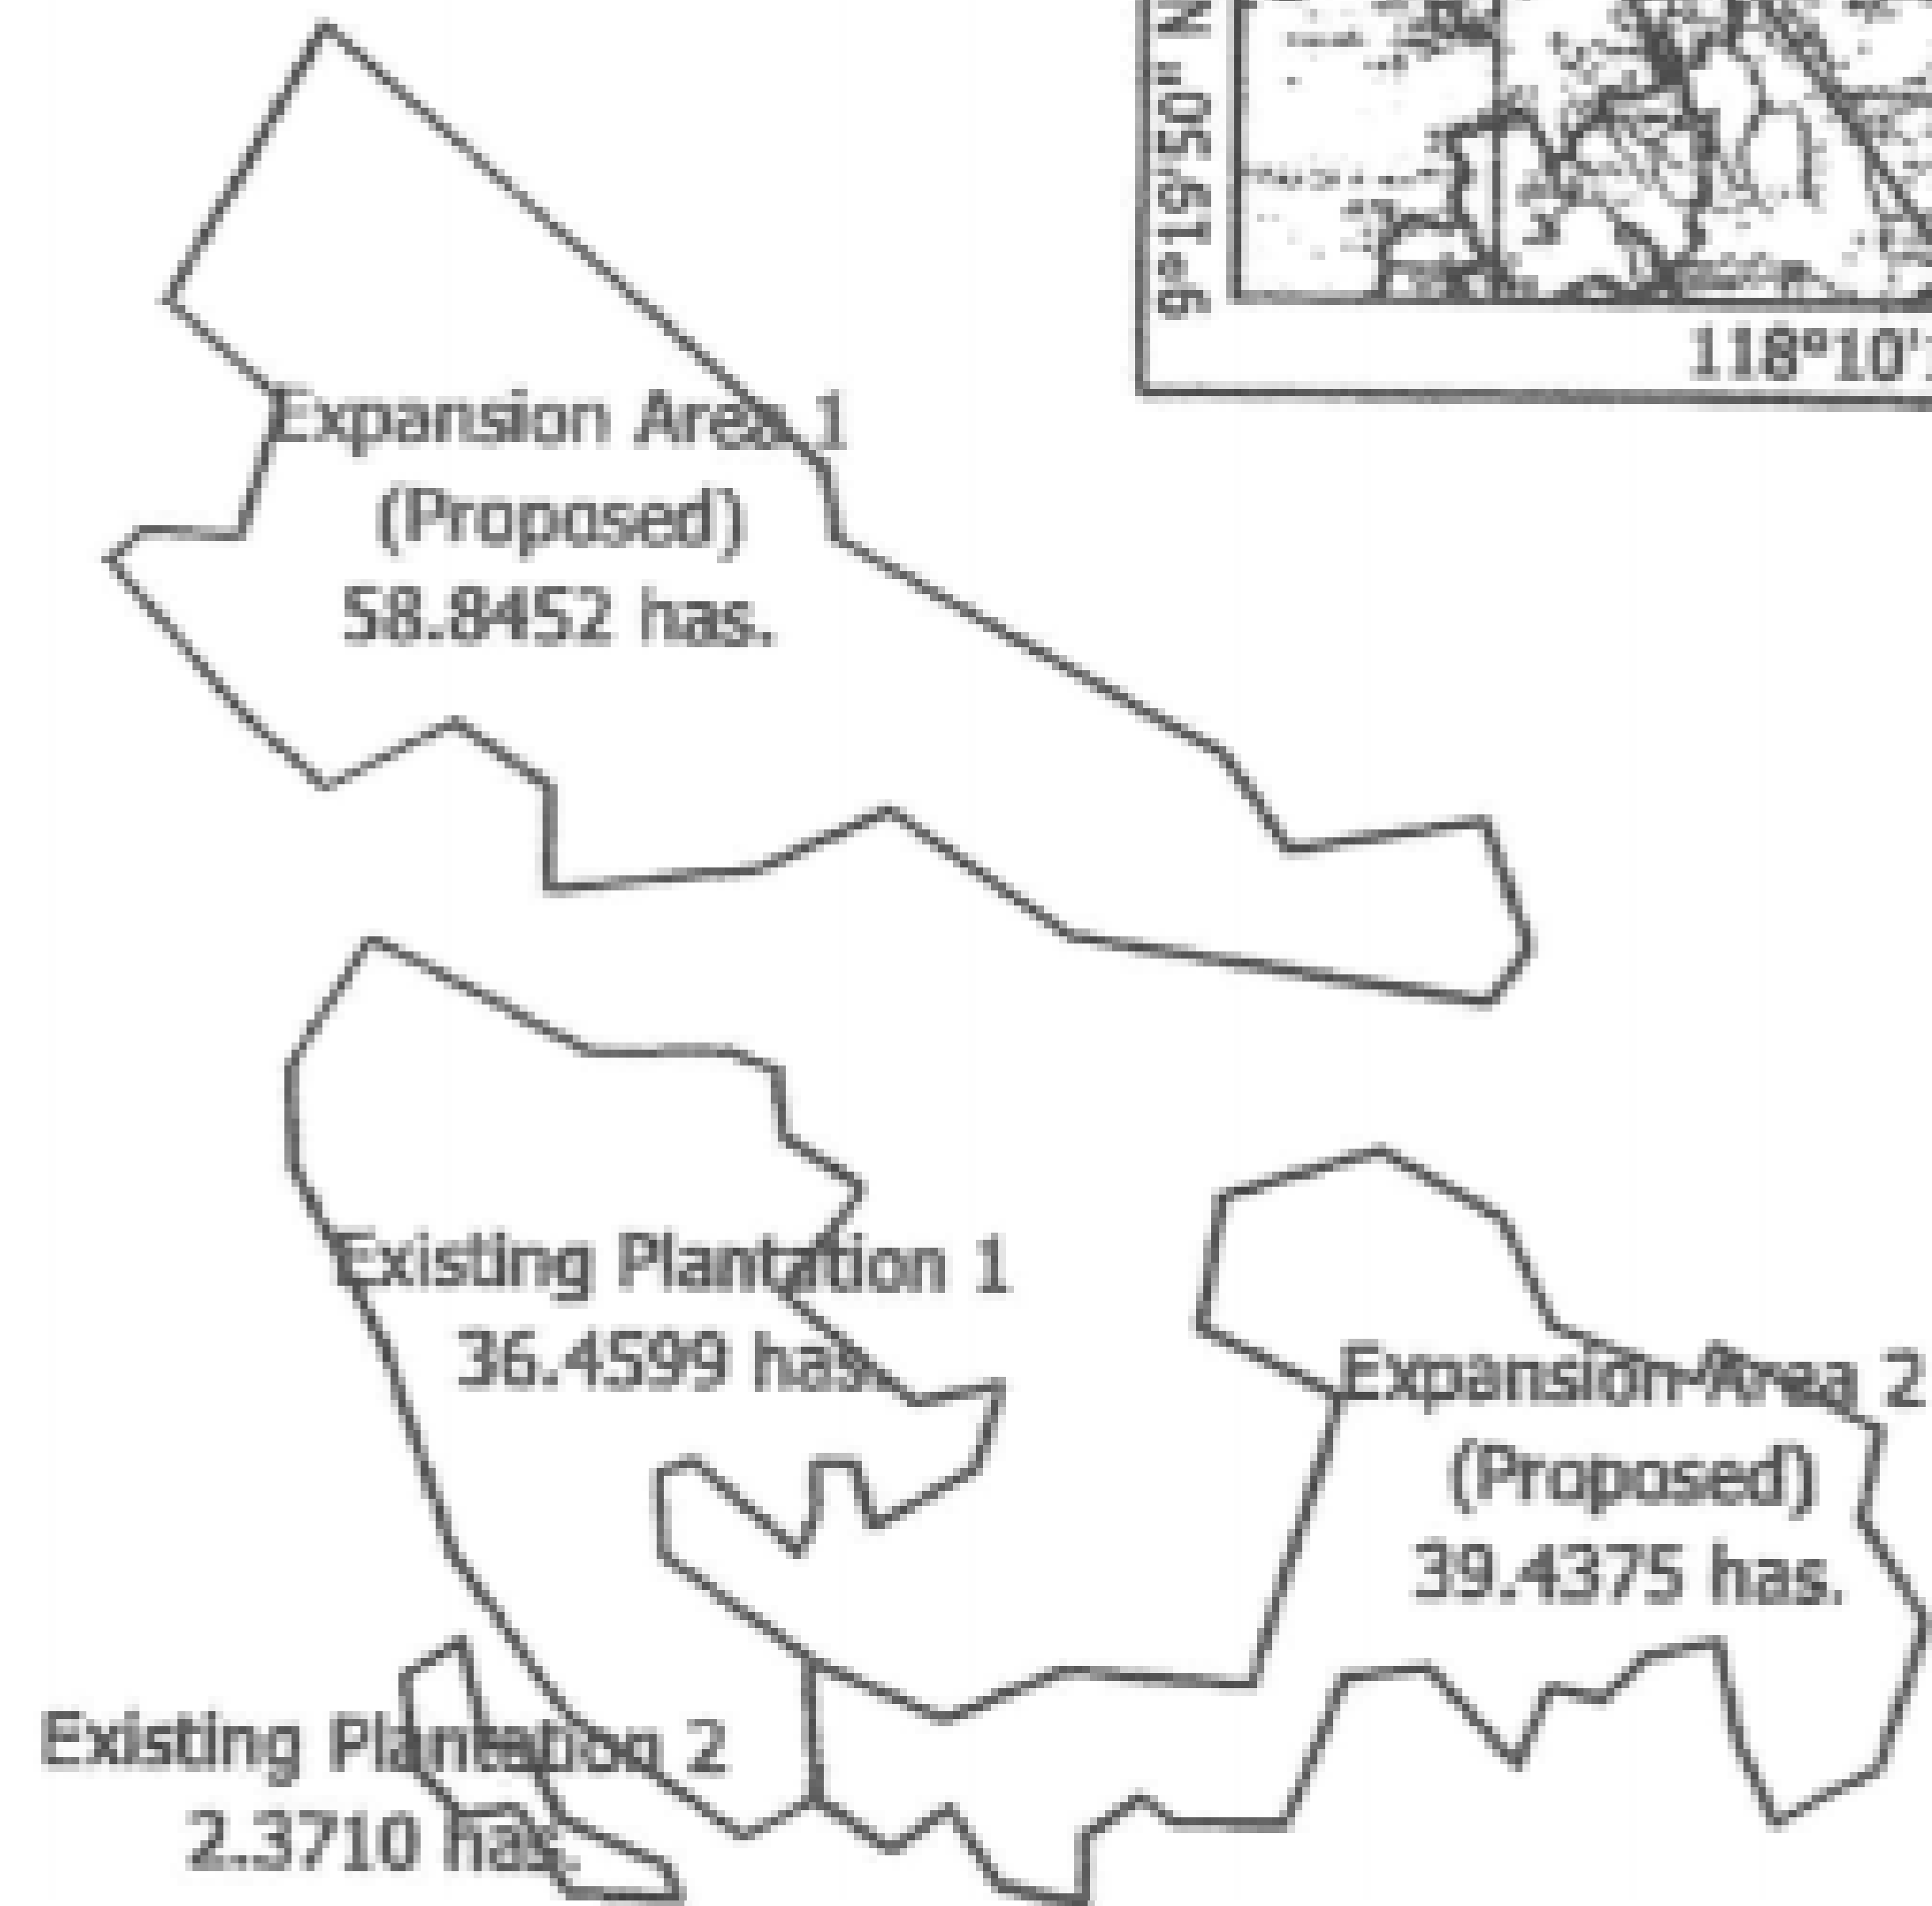 9°19'50" N
118°10'
Expansion Area 1
(Proposed)
58.8452 has.
Existing Plantation 1
36.4599 has.
Expansion Area 2
(Proposed)
39.4375 has.
Existing Plantation 2
2.3710 has.